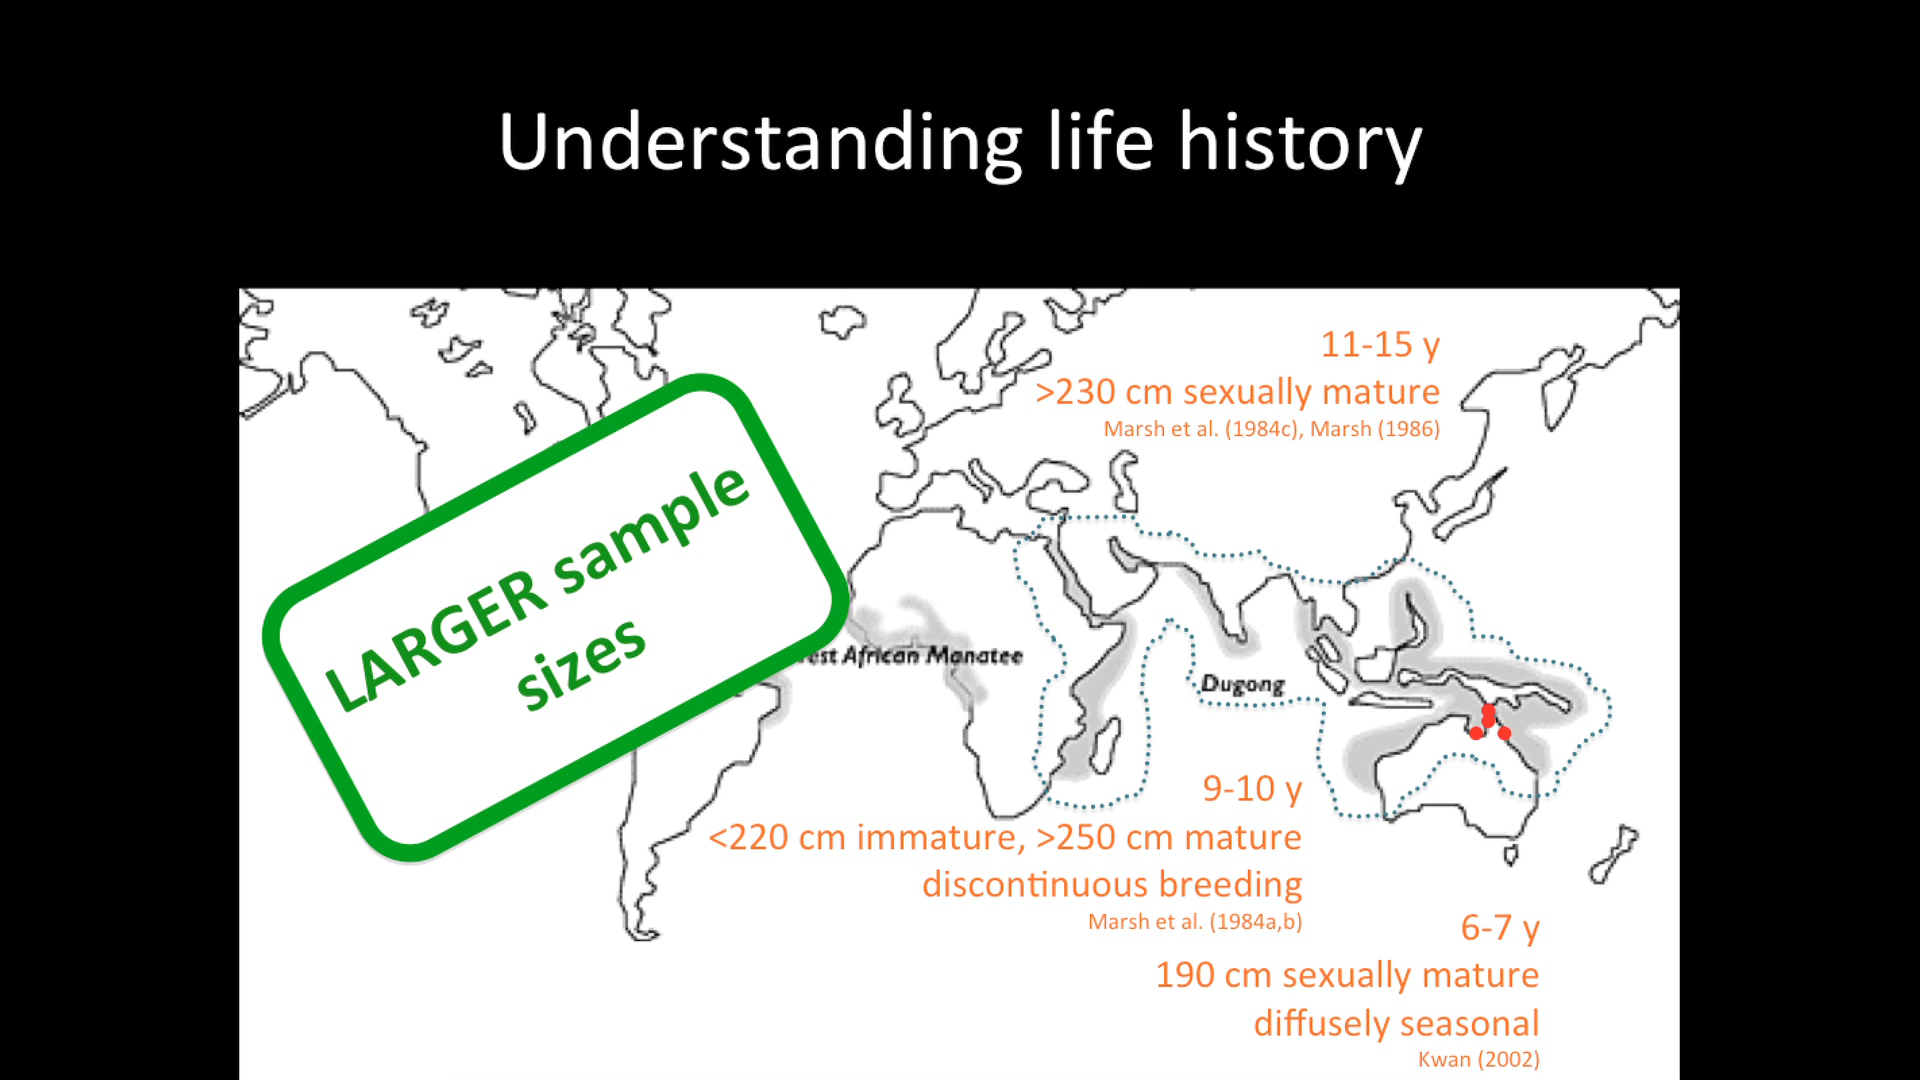 Understanding life history
11-15 y
>230 cm sexually mature
Marsh et al. (1984c), Marsh (1986)
LARGER sample
sizes
African Manatee
Dugong
9-10 y
<220 cm immature, >250 cm mature
discontinuous breeding
Marsh et al. (1984a,b)
6-7 y
190 cm sexually mature
diffusely seasonal
Kwan (2002)